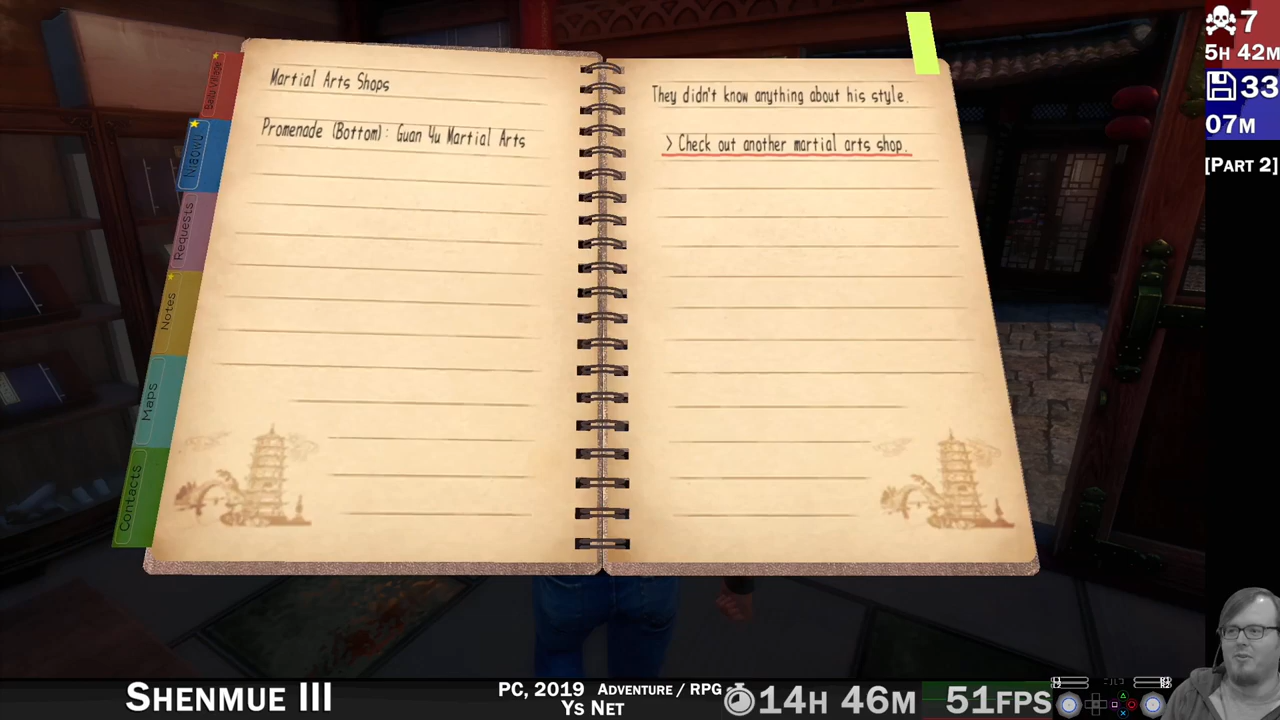 Martial Arts Shops
Promenade (Bottom): Guan Yu Martial Arts
They didn't know anything about his style.
> Check out another martial arts shop.
Bailu Village
Niaowu
Requests
Notes
Maps
Contacts
7
5H 42M
33
07M
[PART 2]
SHENMUE III
PC, 2019 ADVENTURE / RPG
YS NET
14H 46M
51FPS